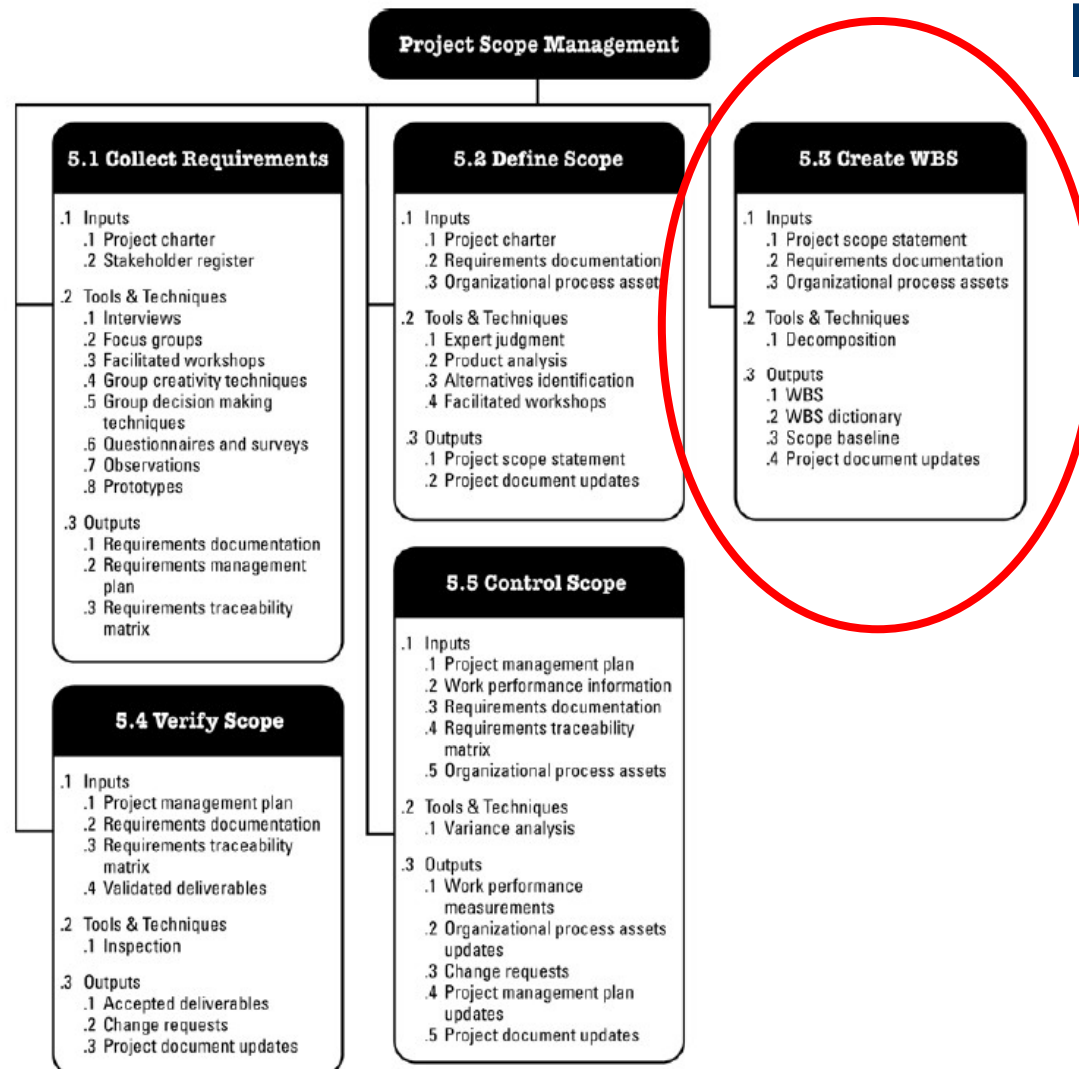 Project Scope Management
5.1 Collect Requirements
.1 Inputs
.1 Project charter
.2 Stakeholder register
.2 Tools & Techniques
.1 Interviews
.2 Focus groups
.3 Facilitated workshops
.4 Group creativity techniques
.5 Group decision making
techniques
.6 Questionnaires and surveys
.7 Observations
.8 Prototypes
.3 Outputs
.1 Requirements documentation
.2 Requirements management
plan
.3 Requirements traceability
matrix
5.2 Define Scope
.1 Inputs
.1 Project charter
.2 Requirements documentation
.3 Organizational process assets
.2 Tools & Techniques
.1 Expert judgment
.2 Product analysis
.3 Alternatives identification
.4 Facilitated workshops
.3 Outputs
.1 Project scope statement
.2 Project document updates
5.3 Create WBS
.1 Inputs
.1 Project scope statement
.2 Requirements documentation
.3 Organizational process assets
.2 Tools & Techniques
.1 Decomposition
.3 Outputs
.1 WBS
.2 WBS dictionary
.3 Scope baseline
.4 Project document updates
5.4 Verify Scope
.1 Inputs
.1 Project management plan
.2 Requirements documentation
.3 Requirements traceability
matrix
.4 Validated deliverables
.2 Tools & Techniques
.1 Inspection
.3 Outputs
.1 Accepted deliverables
.2 Change requests
.3 Project document updates
5.5 Control Scope
.1 Inputs
.1 Project management plan
.2 Work performance information
.3 Requirements documentation
.4 Requirements traceability
matrix
.5 Organizational process assets
.2 Tools & Techniques
.1 Variance analysis
.3 Outputs
.1 Work performance
measurements
.2 Organizational process assets
updates
.3 Change requests
.4 Project management plan
updates
.5 Project document updates